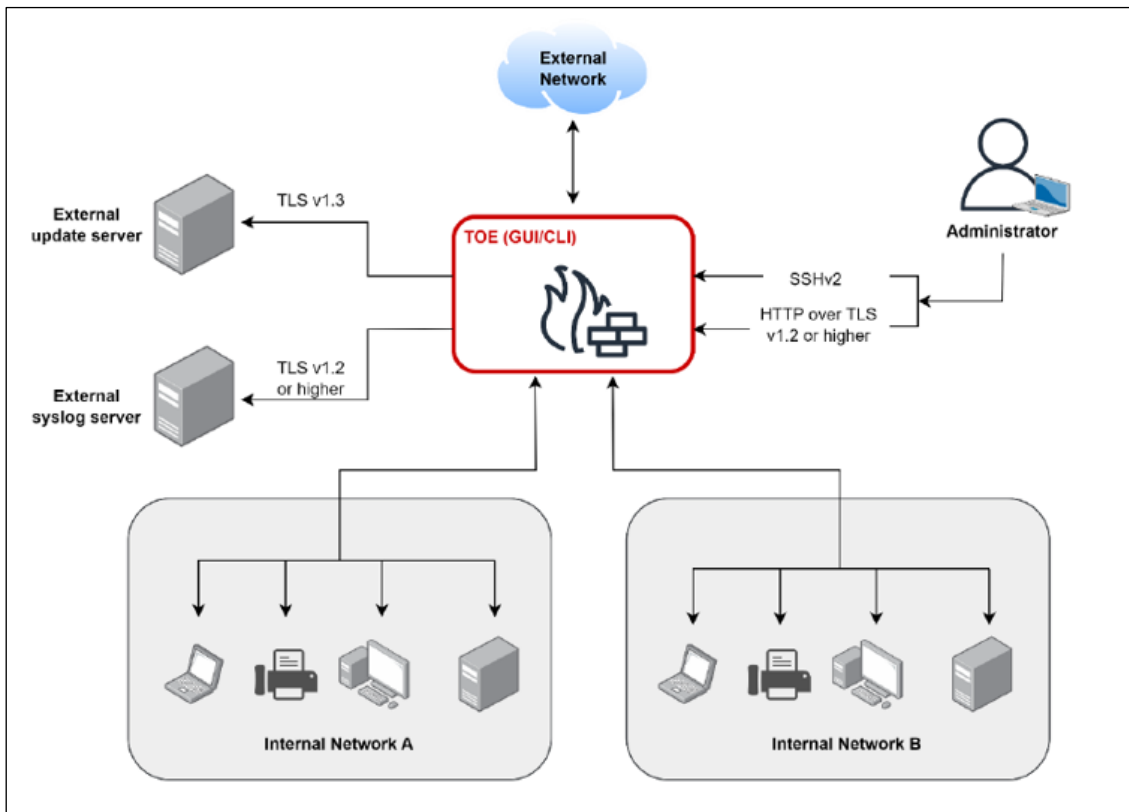 External
Network
TLS v1.3
External
update server
TOE (GUI/CLI)
Administrator
SSHv2
HTTP over TLS
v1.2 or higher
TLS v1.2
or higher
External
syslog server
Internal Network A
Internal Network B